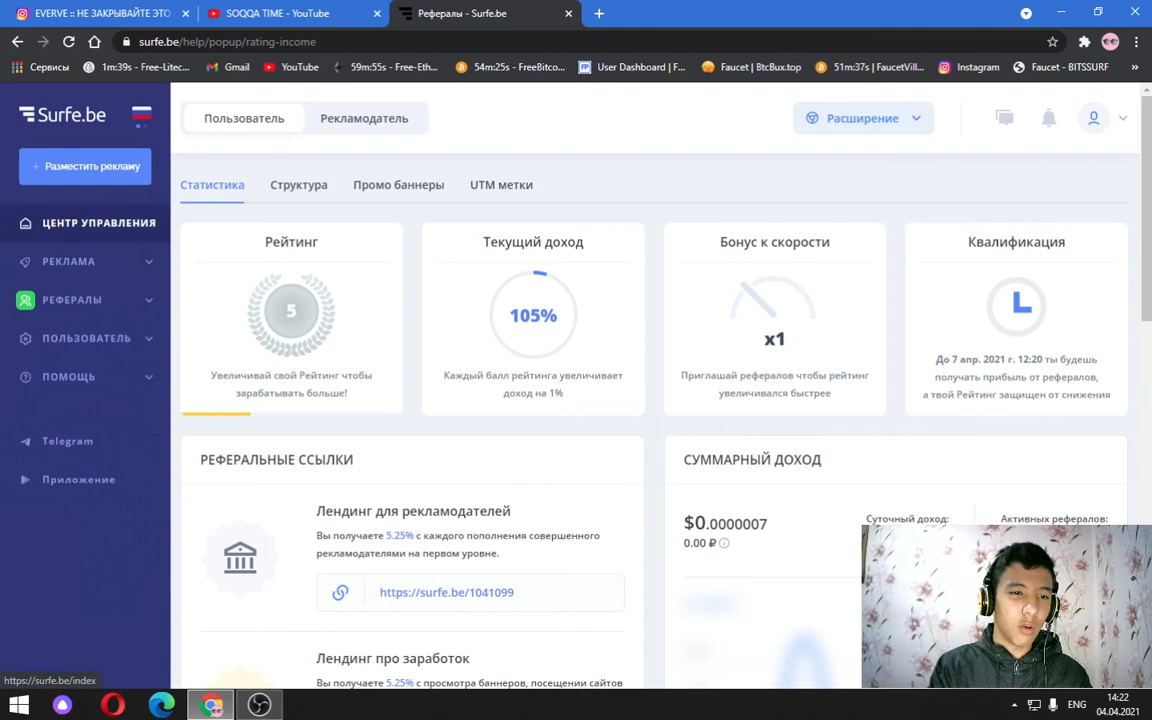 EVERVE :: НЕ ЗАКРЫВАЙТЕ ЭТО
SOQQA TIME - YouTube
Рефералы - Surfe.be
surfe.be/help/popup/rating-income
Сервисы
1m:39s - Free-Litec...
Gmail
YouTube
59m:55s - Free-Eth...
54m:25s - FreeBitco...
User Dashboard | F...
Faucet | BtcBux.top
51m:37s | FaucetVill...
Instagram
Faucet - BITSSURF
»
Surfe.be
Пользователь
Рекламодатель
Расширение
+ Разместить рекламу
Статистика
Структура
Промо баннеры
UTM метки
ЦЕНТР УПРАВЛЕНИЯ
РЕКЛАМА
РЕФЕРАЛЫ
ПОЛЬЗОВАТЕЛЬ
ПОМОЩЬ
Telegram
Приложение
Рейтинг
5
Увеличивай свой Рейтинг чтобы
зарабатывать больше!
Текущий доход
105%
Каждый балл рейтинга увеличивает
доход на 1%
Бонус к скорости
x1
Приглашай рефералов чтобы рейтинг
увеличивался быстрее
Квалификация
До 7 апр. 2021 г. 12:20 ты будешь
получать прибыль от рефералов,
а твой Рейтинг защищен от снижения
РЕФЕРАЛЬНЫЕ ССЫЛКИ
Лендинг для рекламодателей
Вы получаете 5.25% с каждого пополнения совершенного
рекламодателями на первом уровне.
https://surfe.be/1041099
Лендинг про заработок
Вы получаете 5.25% с просмотра баннеров, посещении сайтов
СУММАРНЫЙ ДОХОД
$0.0000007
0.00 ₽
Суточный доход:
Активных рефералов:
https://surfe.be/index
ENG
14:22
04.04.2021